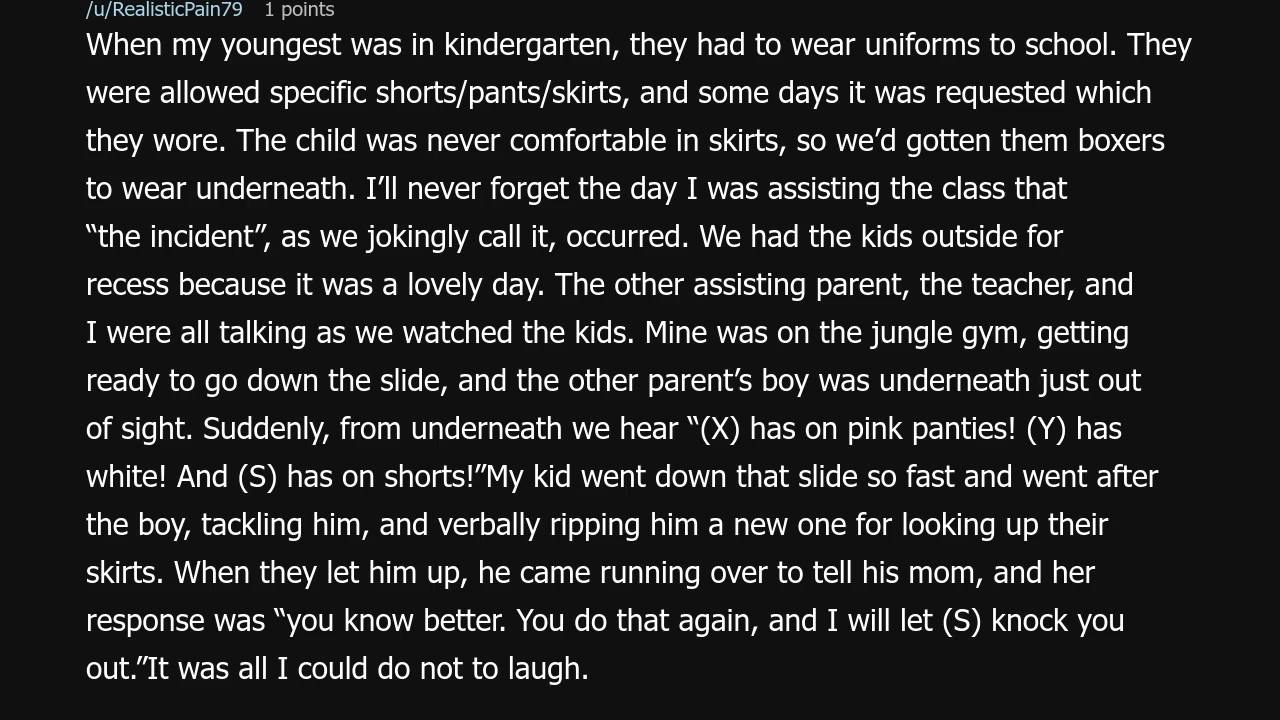 /u/RealisticPain79 1 points
When my youngest was in kindergarten, they had to wear uniforms to school. They
were allowed specific shorts/pants/skirts, and some days it was requested which
they wore. The child was never comfortable in skirts, so we’d gotten them boxers
to wear underneath. I’ll never forget the day I was assisting the class that
“the incident”, as we jokingly call it, occurred. We had the kids outside for
recess because it was a lovely day. The other assisting parent, the teacher, and
I were all talking as we watched the kids. Mine was on the jungle gym, getting
ready to go down the slide, and the other parent’s boy was underneath just out
of sight. Suddenly, from underneath we hear “(X) has on pink panties! (Y) has
white! And (S) has on shorts!”My kid went down that slide so fast and went after
the boy, tackling him, and verbally ripping him a new one for looking up their
skirts. When they let him up, he came running over to tell his mom, and her
response was “you know better. You do that again, and I will let (S) knock you
out.”It was all I could do not to laugh.